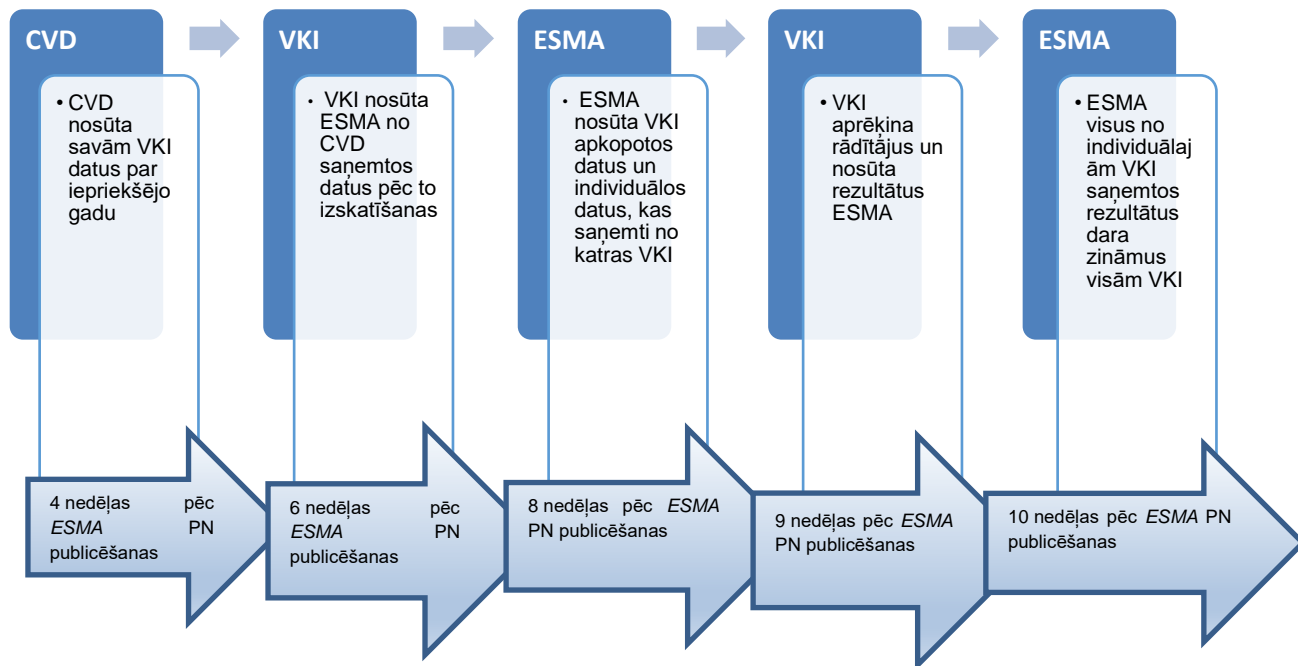 CVD
VKI
ESMA
VKI
ESMA
• CVD
nosūta
savām VKI
datus par
iepriekšējo
gadu
• VKI nosūta
ESMA no
CVD
saņemtos
datus pēc to
izskatīšanas
• ESMA
nosūta VKI
apkopotos
datus un
individuālos
datus, kas
saņemti no
katras VKI
• VKI
aprēķina
rādītājus un
nosūta
rezultātus
ESMA
• ESMA
visus no
individuālaj
ām VKI
saņemtos
rezultātus
dara
zināmus
visām VKI
4 nedēļas pēc
ESMA PN
publicēšanas
6 nedēļas pēc
ESMA PN
publicēšanas
8 nedēļas pēc ESMA
PN publicēšanas
9 nedēļas pēc ESMA
PN publicēšanas
10 nedēļas pēc ESMA PN
publicēšanas